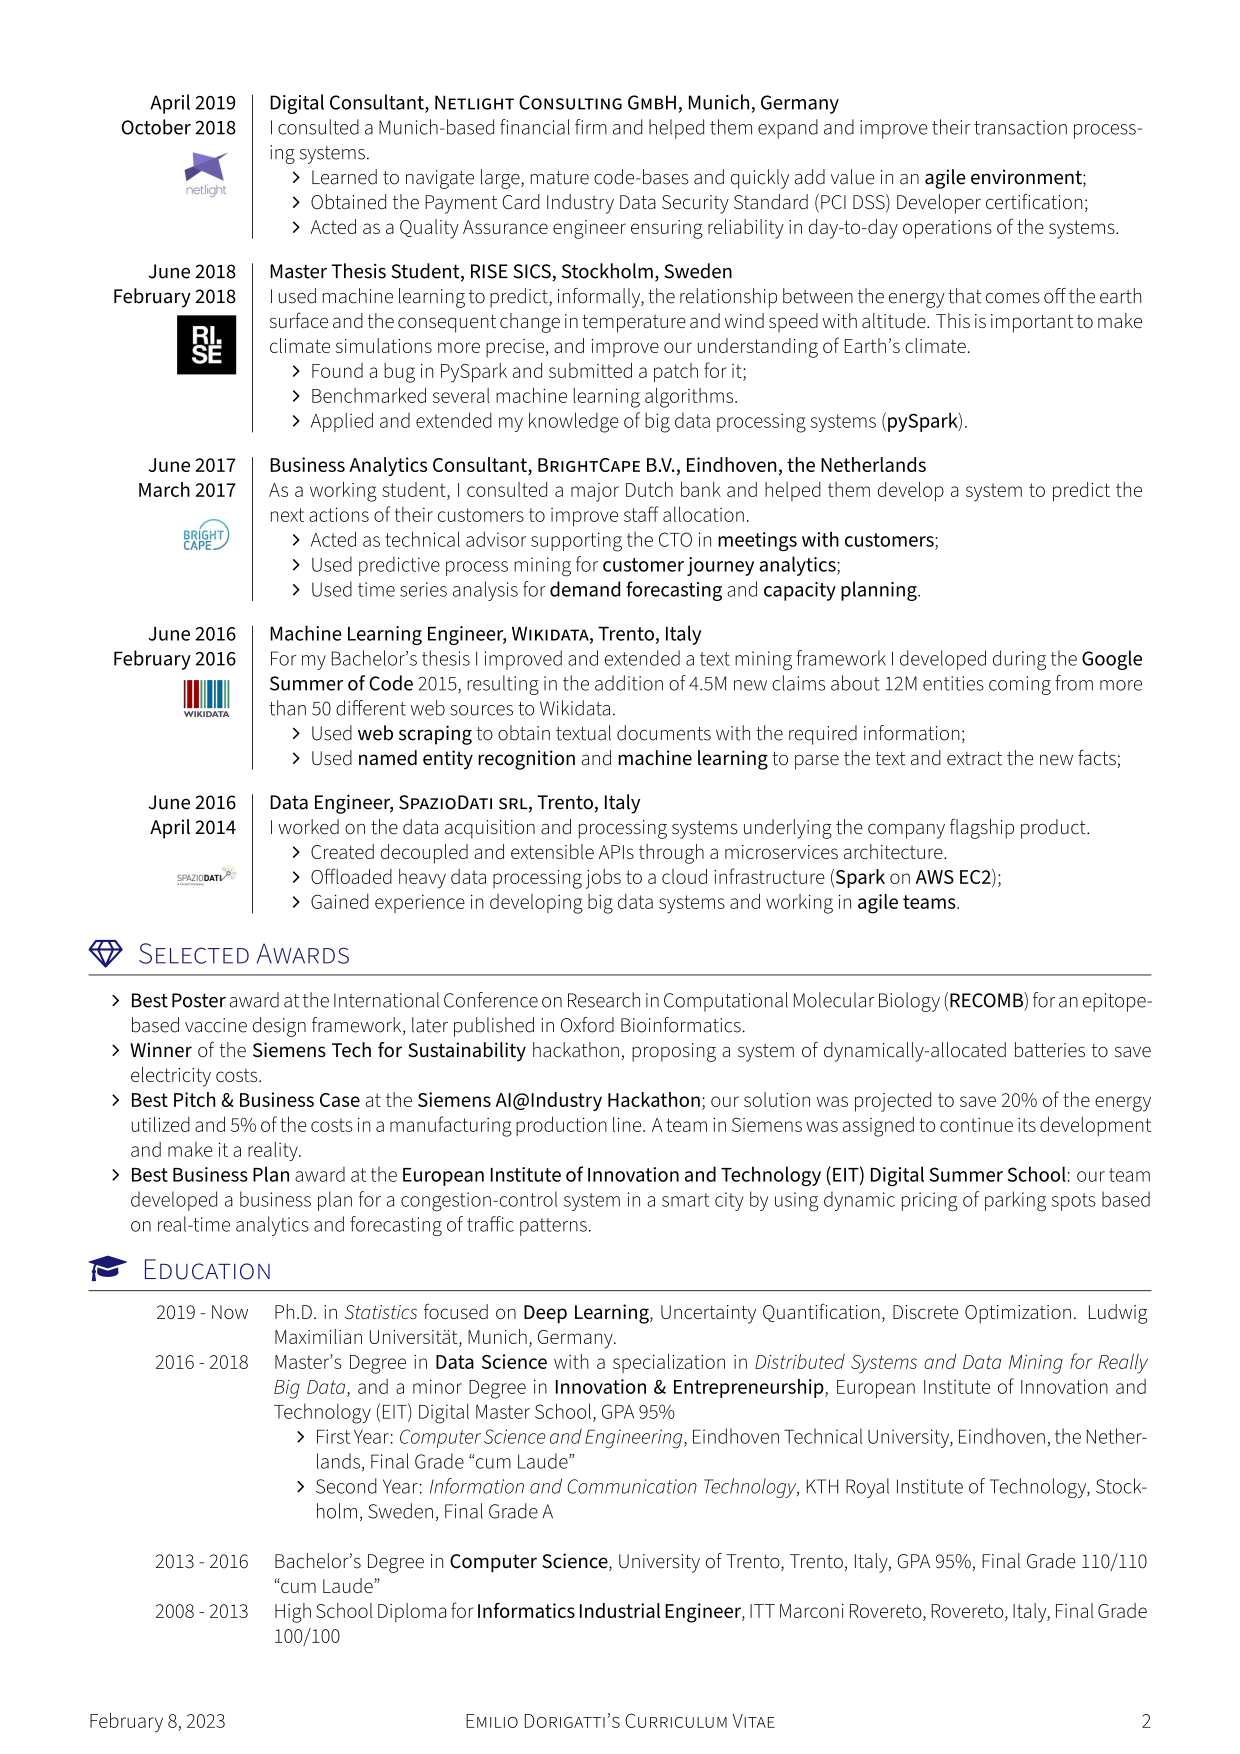 April 2019
October 2018
netlight
Digital Consultant, NETLIGHT CONSULTING GMBH, Munich, Germany
I consulted a Munich-based financial firm and helped them expand and improve their transaction process-
ing systems.
> Learned to navigate large, mature code-bases and quickly add value in an agile environment;
> Obtained the Payment Card Industry Data Security Standard (PCI DSS) Developer certification;
> Acted as a Quality Assurance engineer ensuring reliability in day-to-day operations of the systems.
June 2018
February 2018
RI.
SE
Master Thesis Student, RISE SICS, Stockholm, Sweden
I used machine learning to predict, informally, the relationship between the energy that comes off the earth
surface and the consequent change in temperature and wind speed with altitude. This is important to make
climate simulations more precise, and improve our understanding of Earth's climate.
> Found a bug in PySpark and submitted a patch for it;
> Benchmarked several machine learning algorithms.
> Applied and extended my knowledge of big data processing systems (pySpark).
June 2017
March 2017
BRIGHT
CAPE
Business Analytics Consultant, BRIGHTCAPE B.V., Eindhoven, the Netherlands
As a working student, I consulted a major Dutch bank and helped them develop a system to predict the
next actions of their customers to improve staff allocation.
> Acted as technical advisor supporting the CTO in meetings with customers;
> Used predictive process mining for customer journey analytics;
> Used time series analysis for demand forecasting and capacity planning.
June 2016
February 2016
WIKIDATA
Machine Learning Engineer, WIKIDATA, Trento, Italy
For my Bachelor's thesis I improved and extended a text mining framework I developed during the Google
Summer of Code 2015, resulting in the addition of 4.5M new claims about 12M entities coming from more
than 50 different web sources to Wikidata.
> Used web scraping to obtain textual documents with the required information;
> Used named entity recognition and machine learning to parse the text and extract the new facts;
June 2016
April 2014
SPAZIODATI
Data Engineer, SPAZIODATI SRL, Trento, Italy
I worked on the data acquisition and processing systems underlying the company flagship product.
> Created decoupled and extensible APIs through a microservices architecture.
> Offloaded heavy data processing jobs to a cloud infrastructure (Spark on AWS EC2);
> Gained experience in developing big data systems and working in agile teams.
SELECTED AWARDS
> Best Poster award at the International Conference on Research in Computational Molecular Biology (RECOMB) for an epitope-
based vaccine design framework, later published in Oxford Bioinformatics.
> Winner of the Siemens Tech for Sustainability hackathon, proposing a system of dynamically-allocated batteries to save
electricity costs.
> Best Pitch & Business Case at the Siemens AI@Industry Hackathon; our solution was projected to save 20% of the energy
utilized and 5% of the costs in a manufacturing production line. A team in Siemens was assigned to continue its development
and make it a reality.
> Best Business Plan award at the European Institute of Innovation and Technology (EIT) Digital Summer School: our team
developed a business plan for a congestion-control system in a smart city by using dynamic pricing of parking spots based
on real-time analytics and forecasting of traffic patterns.
EDUCATION
2019 - Now Ph.D. in Statistics focused on Deep Learning, Uncertainty Quantification, Discrete Optimization. Ludwig
Maximilian Universität, Munich, Germany.
2016 - 2018 Master's Degree in Data Science with a specialization in Distributed Systems and Data Mining for Really
Big Data, and a minor Degree in Innovation & Entrepreneurship, European Institute of Innovation and
Technology (EIT) Digital Master School, GPA 95%
> First Year: Computer Science and Engineering, Eindhoven Technical University, Eindhoven, the Nether-
lands, Final Grade “cum Laude”
> Second Year: Information and Communication Technology, KTH Royal Institute of Technology, Stock-
holm, Sweden, Final Grade A
2013 - 2016 Bachelor's Degree in Computer Science, University of Trento, Trento, Italy, GPA 95%, Final Grade 110/110
“cum Laude”
2008 - 2013 High School Diploma for Informatics Industrial Engineer, ITT Marconi Rovereto, Rovereto, Italy, Final Grade
100/100
February 8, 2023 EMILIO DORIGATTI'S CURRICULUM VITAE 2